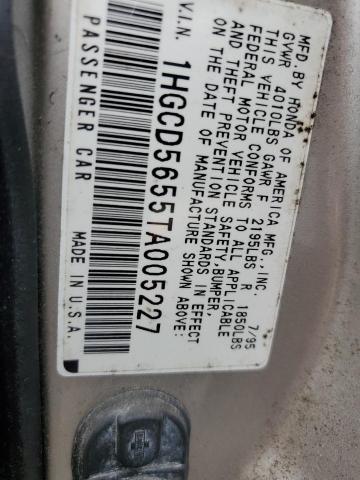 MFD. BY HONDA OF AMERICA MFG., INC. 7/95
GVWR 4010LBS GAWR F 2195LBS R 1850LBS
THIS VEHICLE CONFORMS TO ALL APPLICABLE
FEDERAL MOTOR VEHICLE SAFETY, BUMPER,
AND THEFT PREVENTION STANDARDS IN EFFECT
ON THE DATE OF MANUFACTURE SHOWN ABOVE:
V.I.N.
1HGCD5655TA005227
PASSENGER CAR
MADE IN U.S.A.